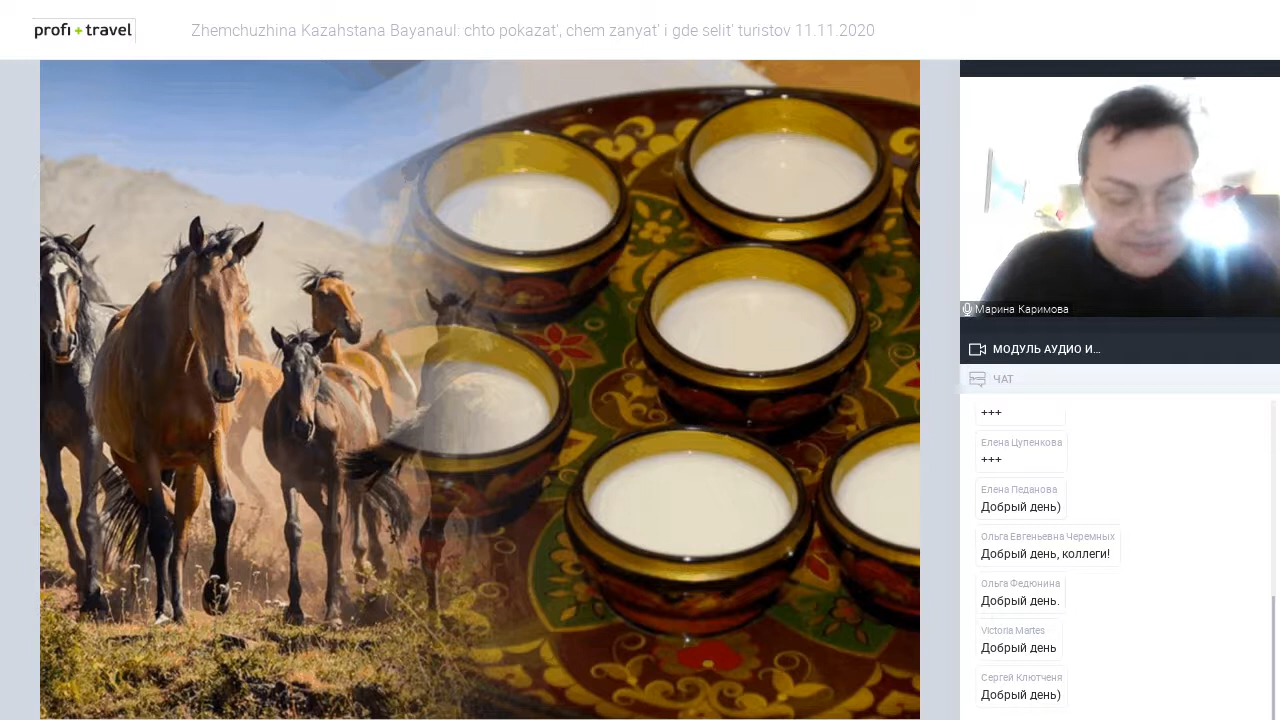 profi + travel
Zhemchuzhina Kazahstana Bayanaul: chto pokazat', chem zanyat' i gde selit' turistov 11.11.2020
Марина Каримова
МОДУЛЬ АУДИО И...
ЧАТ
+++
Елена Цупенкова
+++
Елена Педанова
Добрый день)
Ольга Евгеньевна Черемных
Добрый день, коллеги!
Ольга Федюнина
Добрый день.
Victoria Martes
Добрый день
Сергей Клютченя
Добрый день)